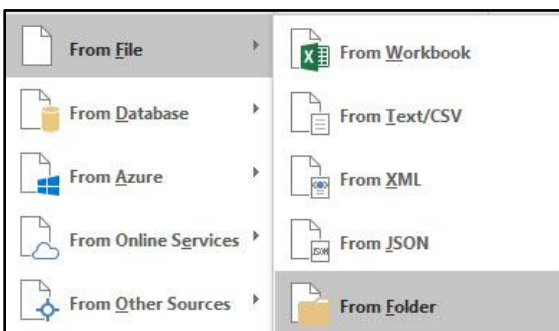 From File
From Database
From Azure
From Online Services
From Other Sources
From Workbook
From Text/CSV
From XML
JSON
From JSON
From Folder